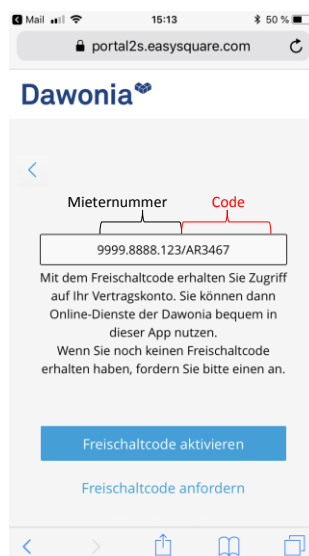 Mail 15:13 50 %
portal2s.easysquare.com
Dawonia
Mieternummer Code
9999.8888.123/AR3467
Mit dem Freischaltcode erhalten Sie Zugriff
auf Ihr Vertragskonto. Sie können dann
Online-Dienste der Dawonia bequem in
dieser App nutzen.
Wenn Sie noch keinen Freischaltcode
erhalten haben, fordern Sie bitte einen an.
Freischaltcode aktivieren
Freischaltcode anfordern